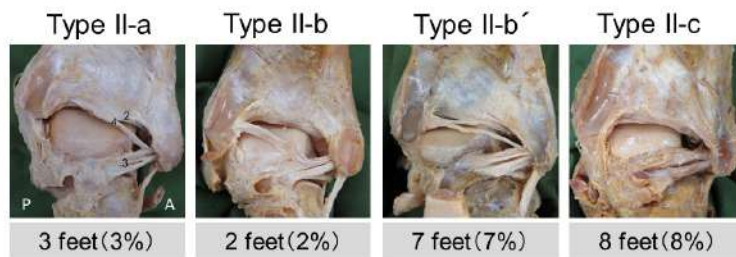 Type II-a
Type II-b
Type II-b´
Type II-c
1 2
3
P
A
3 feet(3%)
2 feet(2%)
7 feet(7%)
8 feet(8%)